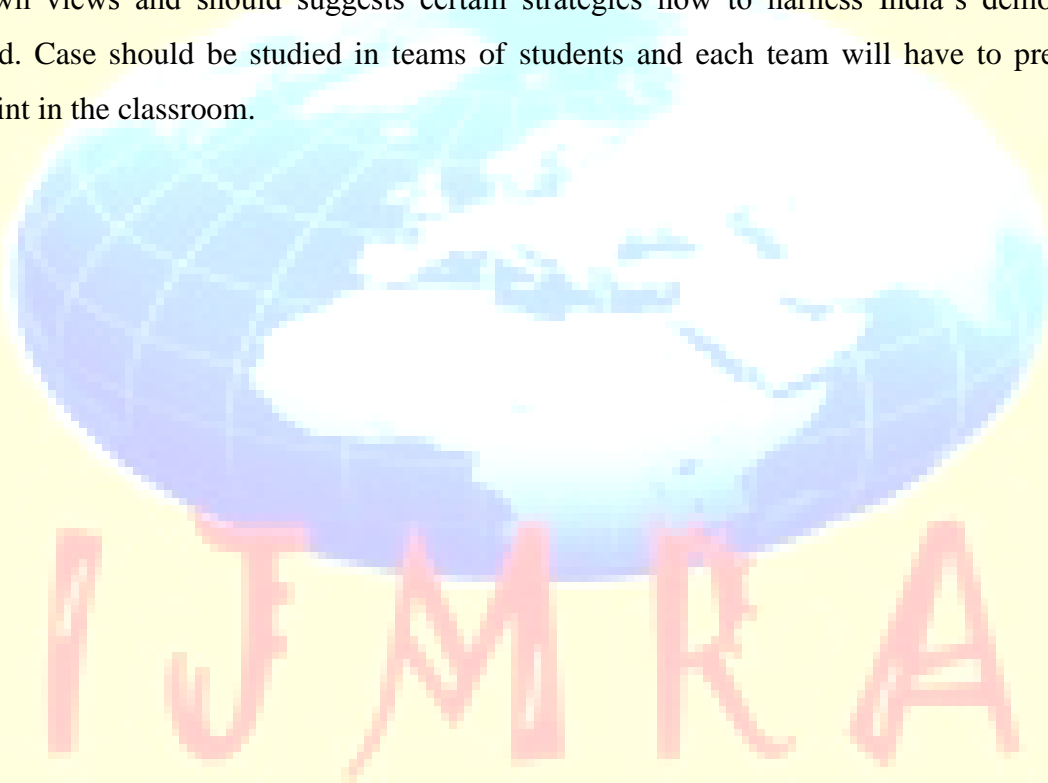 wn views and should suggests certain strategies how to harness India's demo
d. Case should be studied in teams of students and each team will have to pre
int in the classroom.
IJMRA